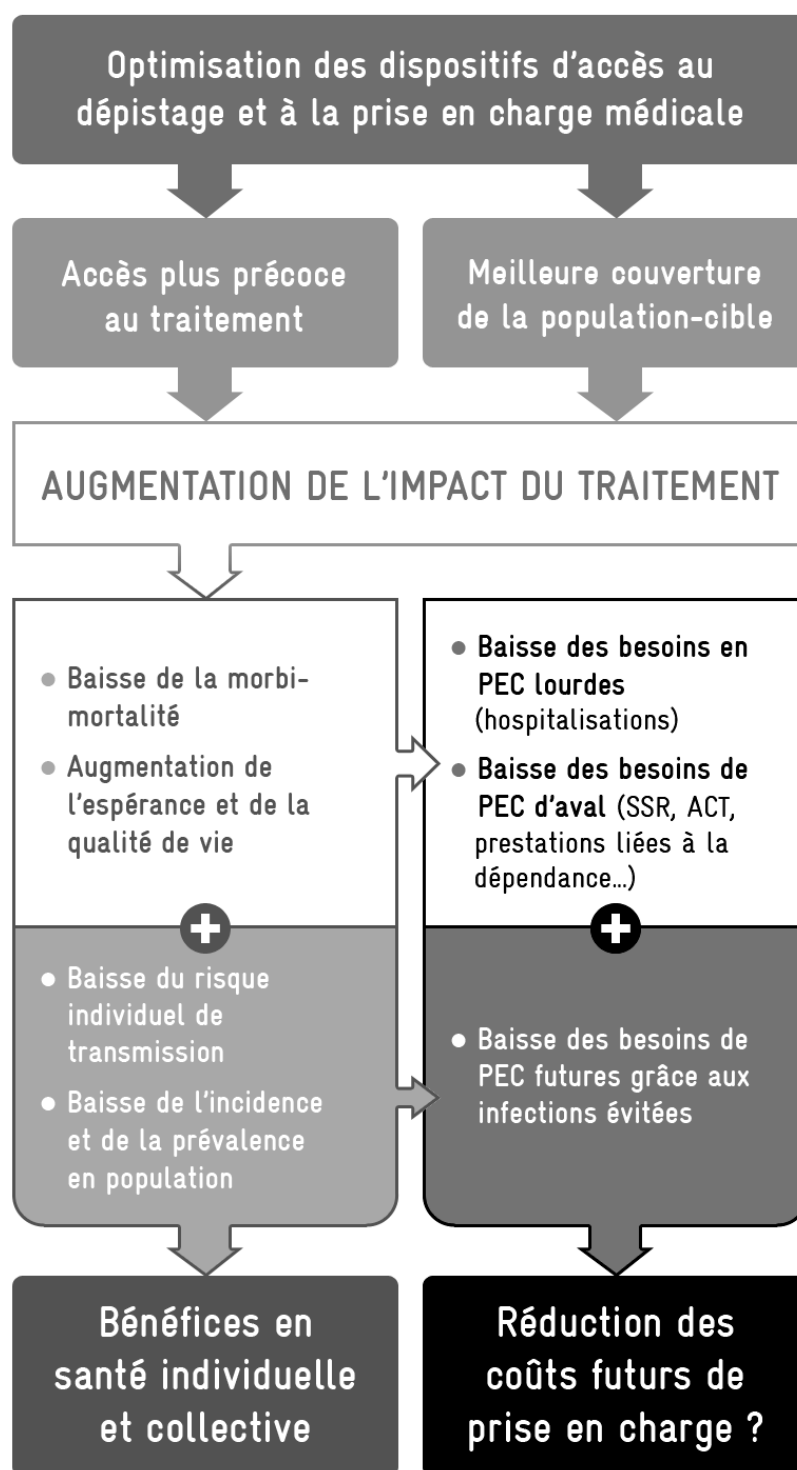 Optimisation des dispositifs d’accès au
dépistage et à la prise en charge médicale
Accès plus précoce
au traitement
Meilleure couverture
de la population-cible
AUGMENTATION DE L’IMPACT DU TRAITEMENT
● Baisse de la morbi-
mortalité
● Augmentation de
l’espérance et de la
qualité de vie
+
● Baisse du risque
individuel de
transmission
● Baisse de l’incidence
et de la prévalence
en population
● Baisse des besoins en
PEC lourdes
(hospitalisations)
● Baisse des besoins de
PEC d’aval (SSR, ACT,
prestations liées à la
dépendance…)
+
● Baisse des besoins de
PEC futures grâce aux
infections évitées
Bénéfices en
santé individuelle
et collective
Réduction des
coûts futurs de
prise en charge ?